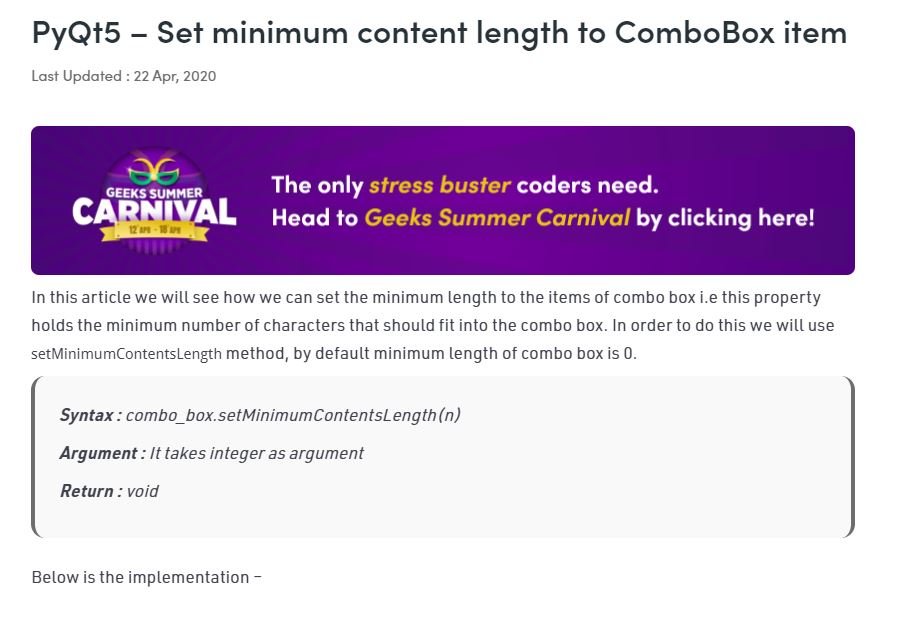 PyQt5 – Set minimum content length to ComboBox item
Last Updated : 22 Apr, 2020
GEEKS SUMMER
CARNIVAL
12 APR - 18 APR
The only stress buster coders need.
Head to Geeks Summer Carnival by clicking here!
In this article we will see how we can set the minimum length to the items of combo box i.e this property
holds the minimum number of characters that should fit into the combo box. In order to do this we will use
setMinimumContentsLength method, by default minimum length of combo box is 0.
Syntax : combo_box.setMinimumContentsLength(n)
Argument : It takes integer as argument
Return : void
Below is the implementation –